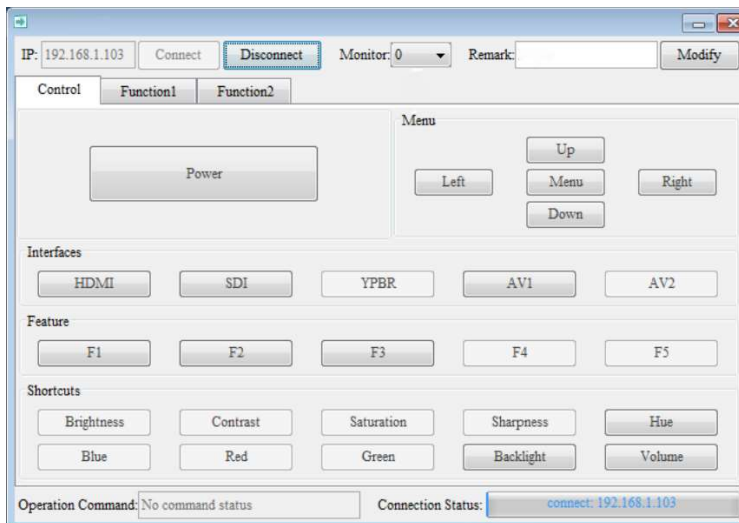 IP: 192.168.1.103 Connect Disconnect Monitor: 0 Remark: Modify
Control Function1 Function2
Power
Menu
Up
Left Menu Right
Down
Interfaces
HDMI SDI YPBR AV1 AV2
Feature
F1 F2 F3 F4 F5
Shortcuts
Brightness Contrast Saturation Sharpness Hue
Blue Red Green Backlight Volume
Operation Command: No command status Connection Status: connect: 192.168.1.103